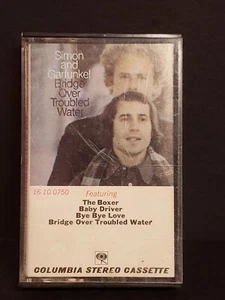 Simon
and
Garfunkel
Bridge
Over
Troubled
Water
16 10 0750
Featuring
The Boxer
Baby Driver
Bye Bye Love
Bridge Over Troubled Water
COLUMBIA STEREO CASSETTE